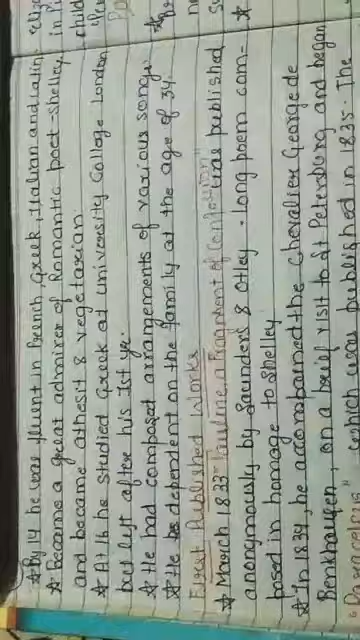 ☆ By 14 he was fluent in French, Greek, Italian and Latin.
☆ Became a great admirer of Romantic poet-Shelley
and became atheist & vegetarian.
☆ At 16 he studied Greek at University College London
but left after his 1st yr.
☆ He had composed arrangements of various songs.
☆ He dependent on the family at the age of 34
First Published Works
☆ March 1833 "Pauline, a Fragment of Confession" was published
anonymously by Saunders & Otley. Long poem com-
posed in homage to Shelley
☆ In 1834, he accompanied the Chevalier George de
Benkhausen, on a brief visit to St Petersburg and began
"Paracelsus" which was published in 1835. The